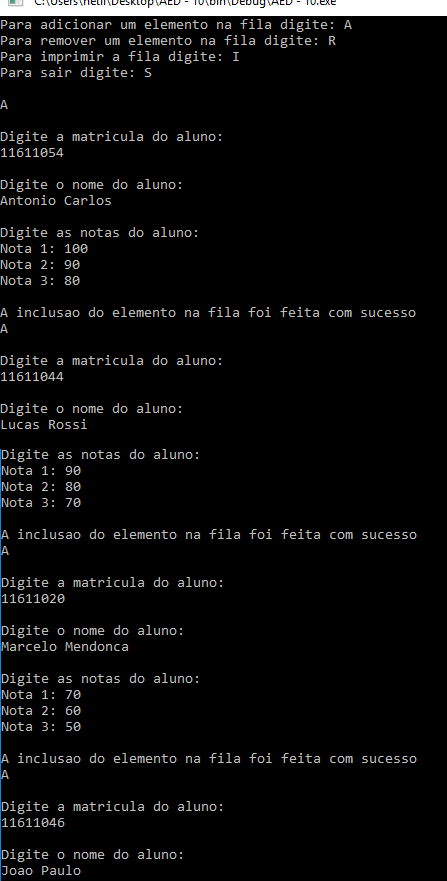 C:\Users\netil\Desktop\AED - 10\bin\Debug\AED - 10.exe
Para adicionar um elemento na fila digite: A
Para remover um elemento na fila digite: R
Para imprimir a fila digite: I
Para sair digite: S
A
Digite a matricula do aluno:
11611054
Digite o nome do aluno:
Antonio Carlos
Digite as notas do aluno:
Nota 1: 100
Nota 2: 90
Nota 3: 80
A inclusao do elemento na fila foi feita com sucesso
A
Digite a matricula do aluno:
11611044
Digite o nome do aluno:
Lucas Rossi
Digite as notas do aluno:
Nota 1: 90
Nota 2: 80
Nota 3: 70
A inclusao do elemento na fila foi feita com sucesso
A
Digite a matricula do aluno:
11611020
Digite o nome do aluno:
Marcelo Mendonca
Digite as notas do aluno:
Nota 1: 70
Nota 2: 60
Nota 3: 50
A inclusao do elemento na fila foi feita com sucesso
A
Digite a matricula do aluno:
11611046
Digite o nome do aluno:
Joao Paulo